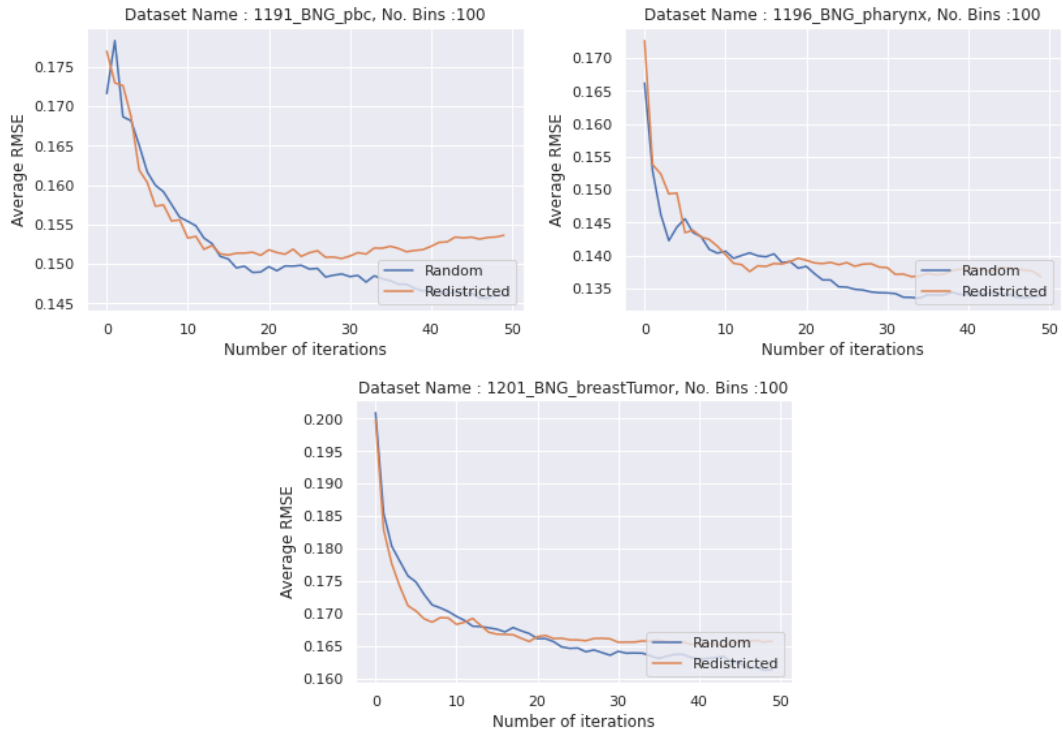 Dataset Name : 1191_BNG_pbc, No. Bins :100
Average RMSE
0.175
0.170
0.165
0.160
0.155
0.150
0.145
Random
Redistricted
0 10 20 30 40 50
Number of iterations
Dataset Name : 1196_BNG_pharynx, No. Bins :100
Average RMSE
0.170
0.165
0.160
0.155
0.150
0.145
0.140
0.135
Random
Redistricted
0 10 20 30 40 50
Number of iterations
Dataset Name : 1201_BNG_breastTumor, No. Bins :100
Average RMSE
0.200
0.195
0.190
0.185
0.180
0.175
0.170
0.165
0.160
Random
Redistricted
0 10 20 30 40 50
Number of iterations